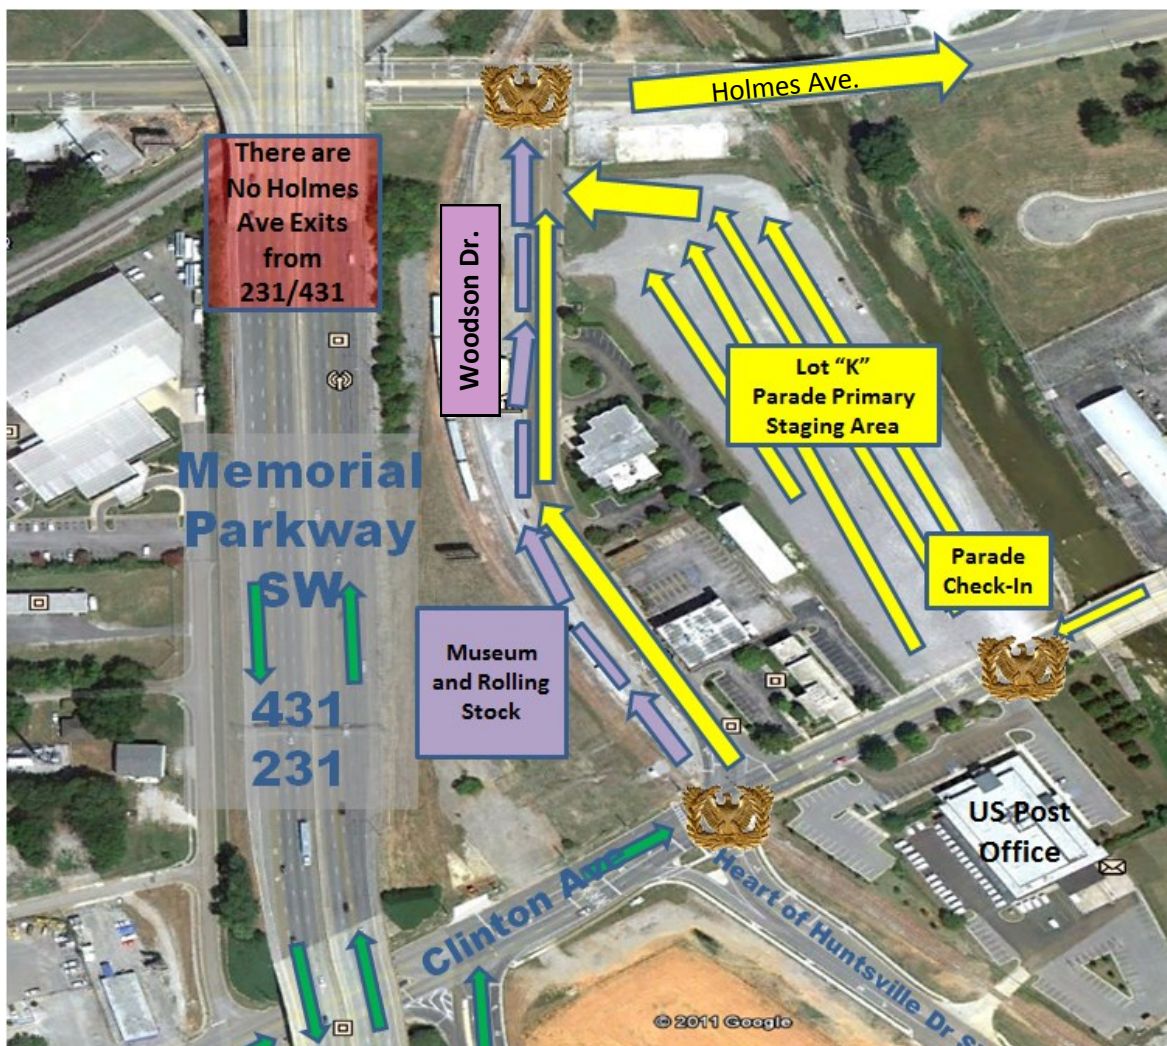 Holmes Ave.
There are
No Holmes
Ave Exits
from
231/431
Woodson Dr.
Lot “K”
Parade Primary
Staging Area
Memorial
Parkway
SW
Parade
Check-In
Museum
and Rolling
Stock
431
231
US Post
Office
Clinton Ave
Heart of Huntsville Dr S
© 2011 Google